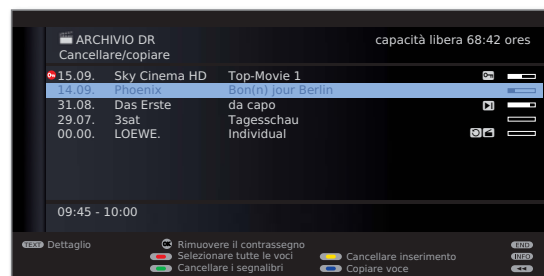 ARCHIVIO DR capacità libera 68:42 ores
Cancellare/copiare
15.09. Sky Cinema HD Top-Movie 1
14.09. Phoenix Bon(n) jour Berlin
31.08. Das Erste da capo
29.07. 3sat Tagesschau
00.00. LOEWE. Individual
09:45 - 10:00
TEXT Dettaglio OK Rimuovere il contrassegno END
Selezionare tutte le voci Cancellare inserimento INFO
Cancellare i segnalibri Copiare voce